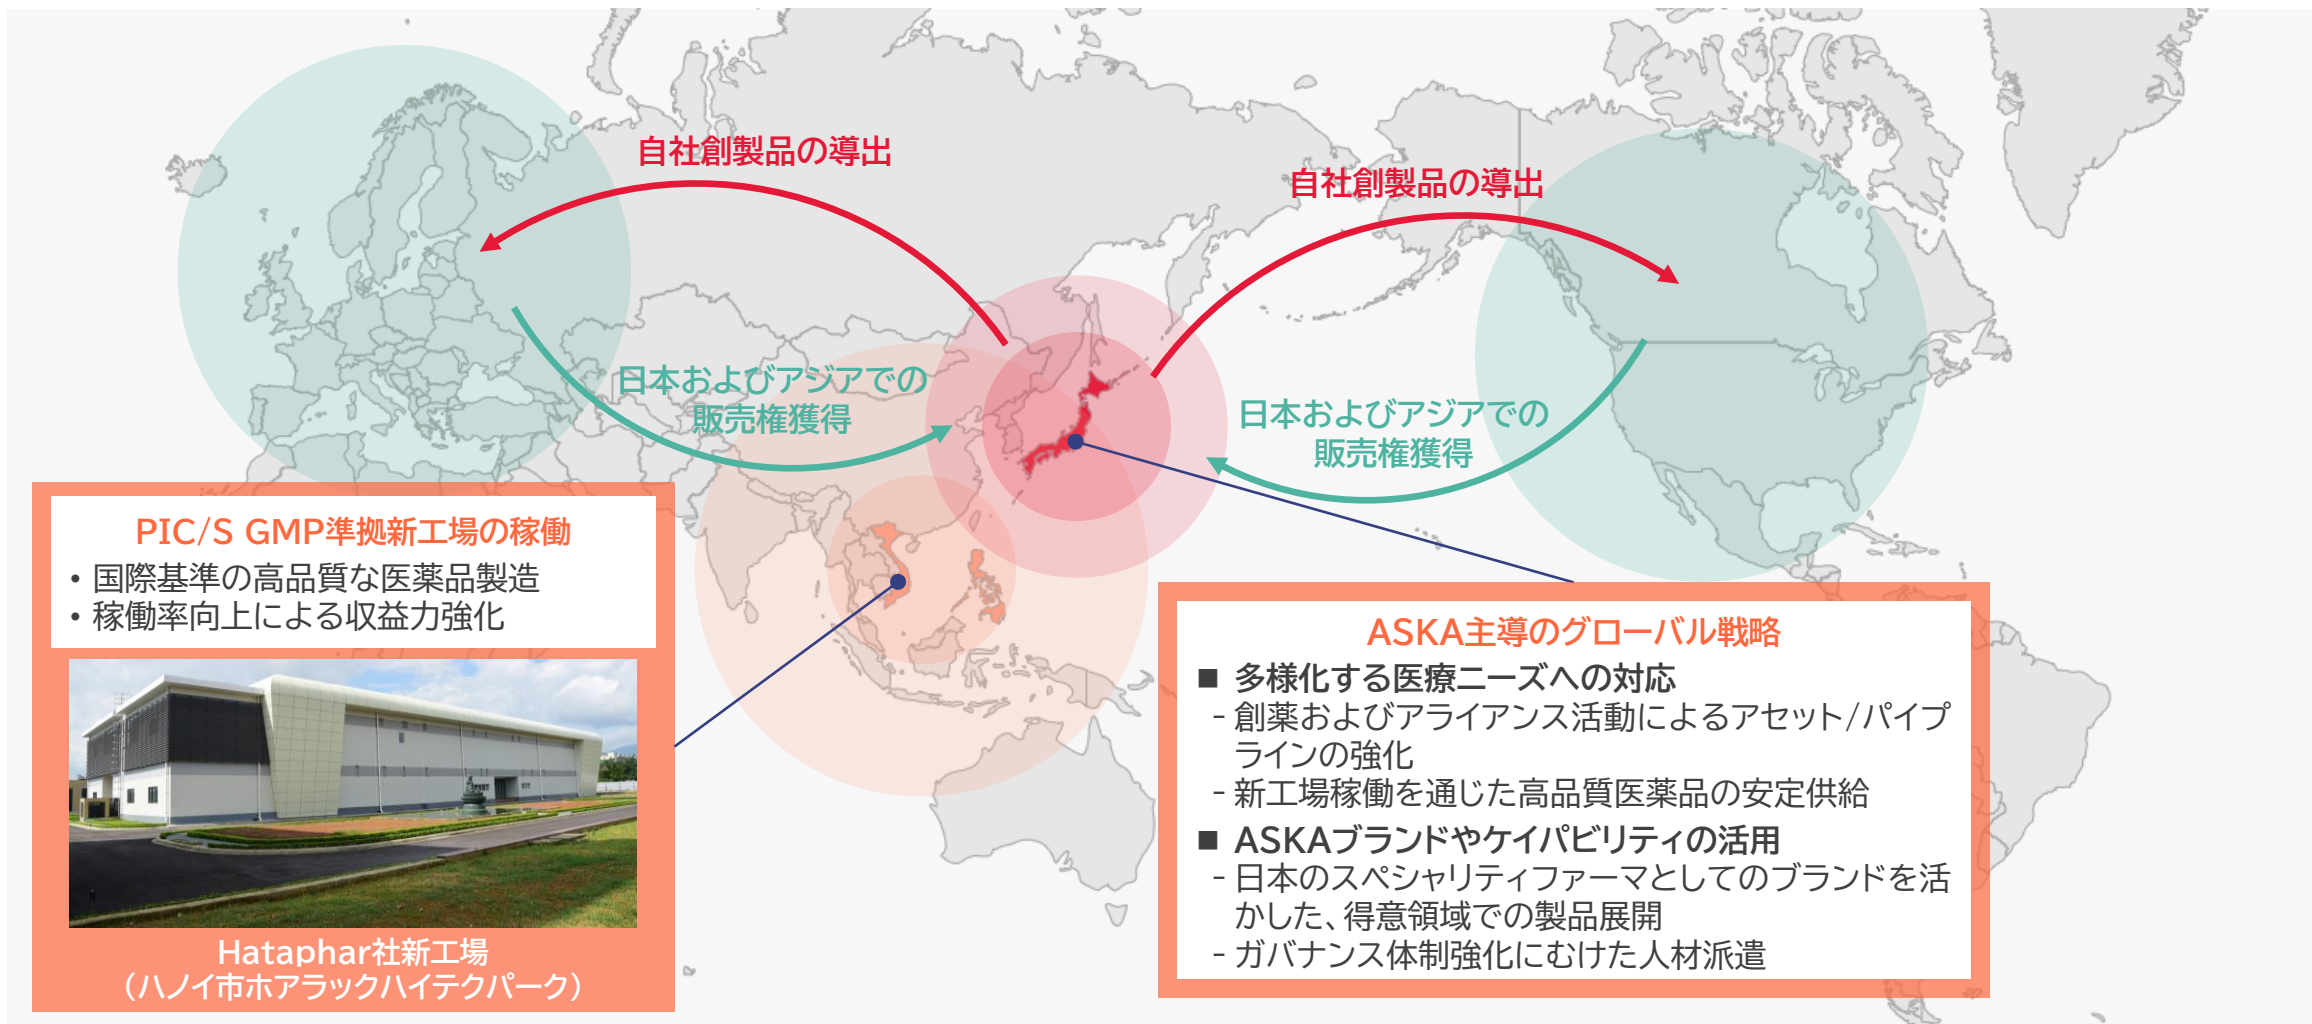 自社創製品の導出
自社創製品の導出
日本およびアジアでの
販売権獲得
日本およびアジアでの
販売権獲得
PIC/S GMP準拠新工場の稼働
• 国際基準の高品質な医薬品製造
• 稼働率向上による収益力強化
Hataphar社新工場
（ハノイ市ホアラックハイテクパーク）
ASKA主導のグローバル戦略
■ 多様化する医療ニーズへの対応
- 創薬およびアライアンス活動によるアセット/パイプ
ラインの強化
- 新工場稼働を通じた高品質医薬品の安定供給
■ ASKAブランドやケイパビリティの活用
- 日本のスペシャリティファーマとしてのブランドを活
かした、得意領域での製品展開
- ガバナンス体制強化にむけた人材派遣